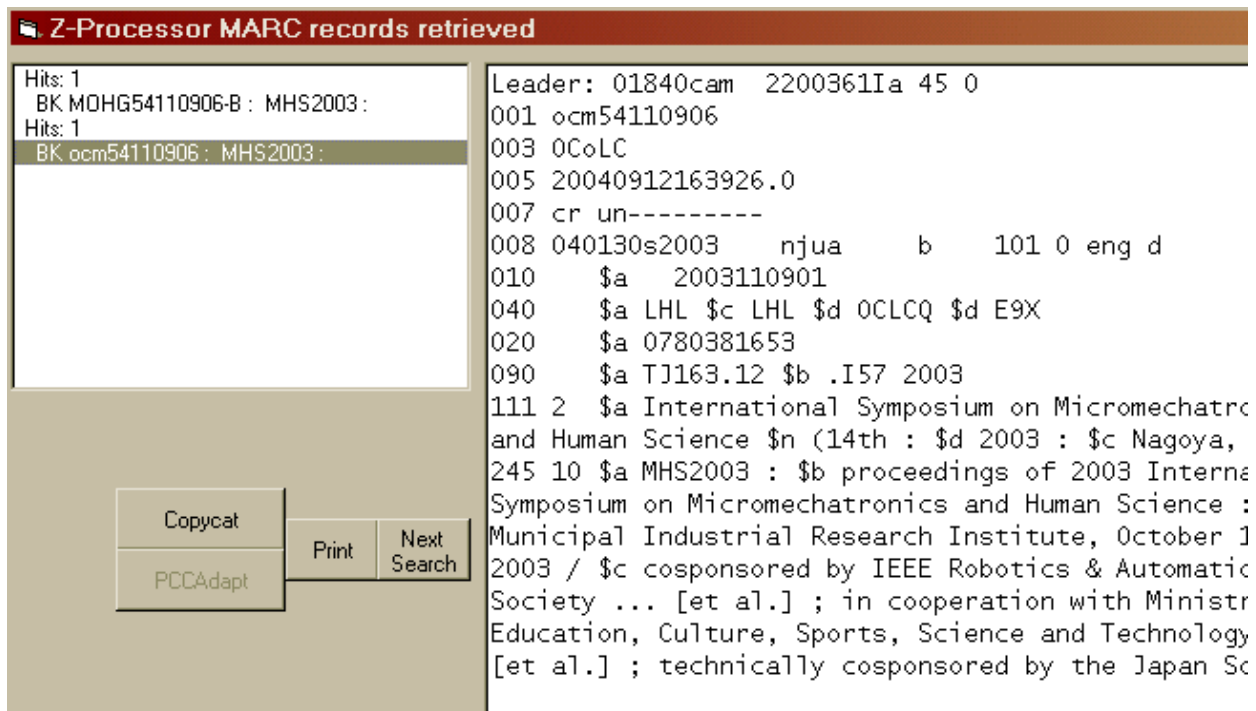 Z-Processor MARC records retrieved
Hits: 1
BK MOHG54110906-B : MHS2003 :
Hits: 1
BK ocm54110906 : MHS2003 :
Copycat
PCCAdapt
Print
Next
Search
Leader: 01840cam  2200361Ia 45 0
001 ocm54110906
003 OCoLC
005 20040912163926.0
007 cr un---------
008 040130s2003    njua     b    101 0 eng d
010    $a   2003110901
040    $a LHL $c LHL $d OCLCQ $d E9X
020    $a 0780381653
090    $a TJ163.12 $b .I57 2003
111 2  $a International Symposium on Micromechatro
and Human Science $n (14th : $d 2003 : $c Nagoya,
245 10 $a MHS2003 : $b proceedings of 2003 Interna
Symposium on Micromechatronics and Human Science :
Municipal Industrial Research Institute, October 1
2003 / $c cosponsored by IEEE Robotics & Automatic
Society ... [et al.] ; in cooperation with Ministr
Education, Culture, Sports, Science and Technology
[et al.] ; technically cosponsored by the Japan So